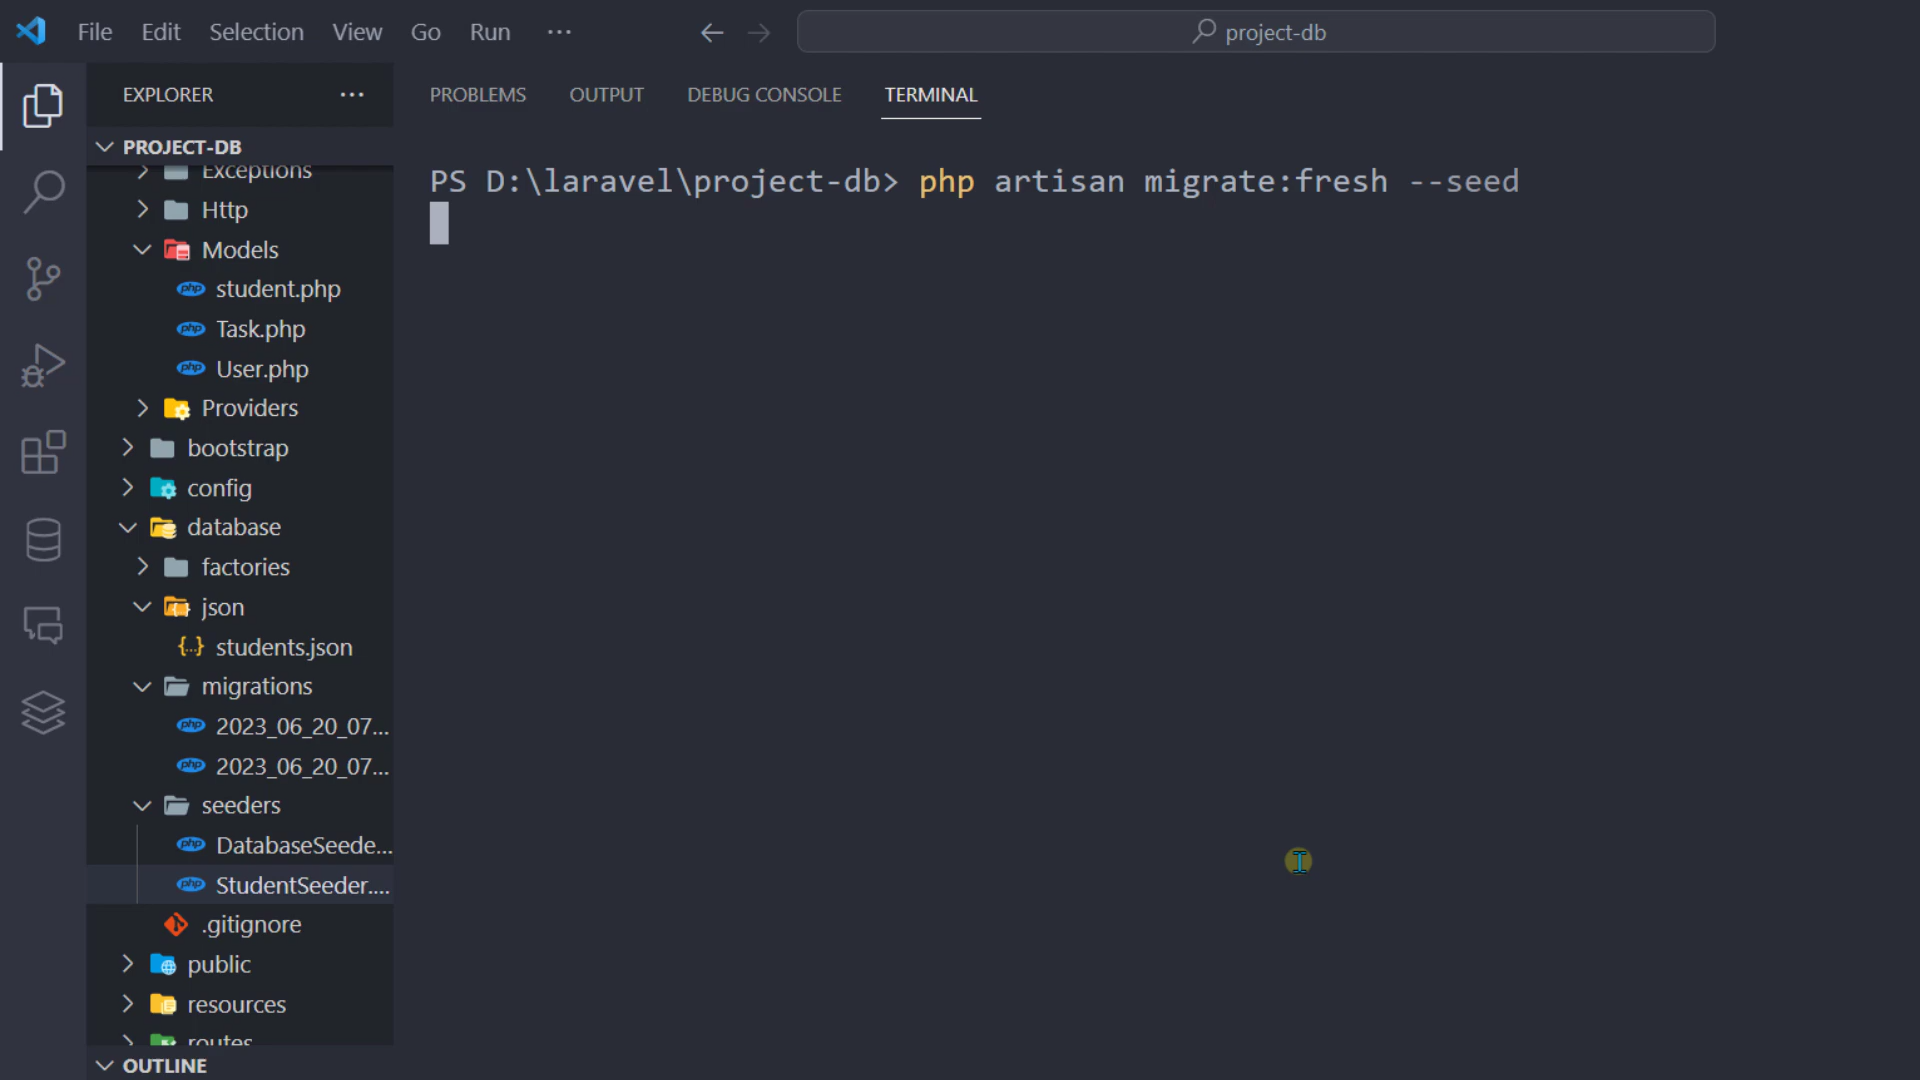 File Edit Selection View Go Run ···
project-db
EXPLORER ···
PROBLEMS OUTPUT DEBUG CONSOLE TERMINAL
PROJECT-DB
Exceptions
Http
Models
student.php
Task.php
User.php
Providers
bootstrap
config
database
factories
json
students.json
migrations
2023_06_20_07...
2023_06_20_07...
seeders
DatabaseSeede...
StudentSeeder....
.gitignore
public
resources
routes
OUTLINE
PS D:\laravel\project-db> php artisan migrate:fresh --seed